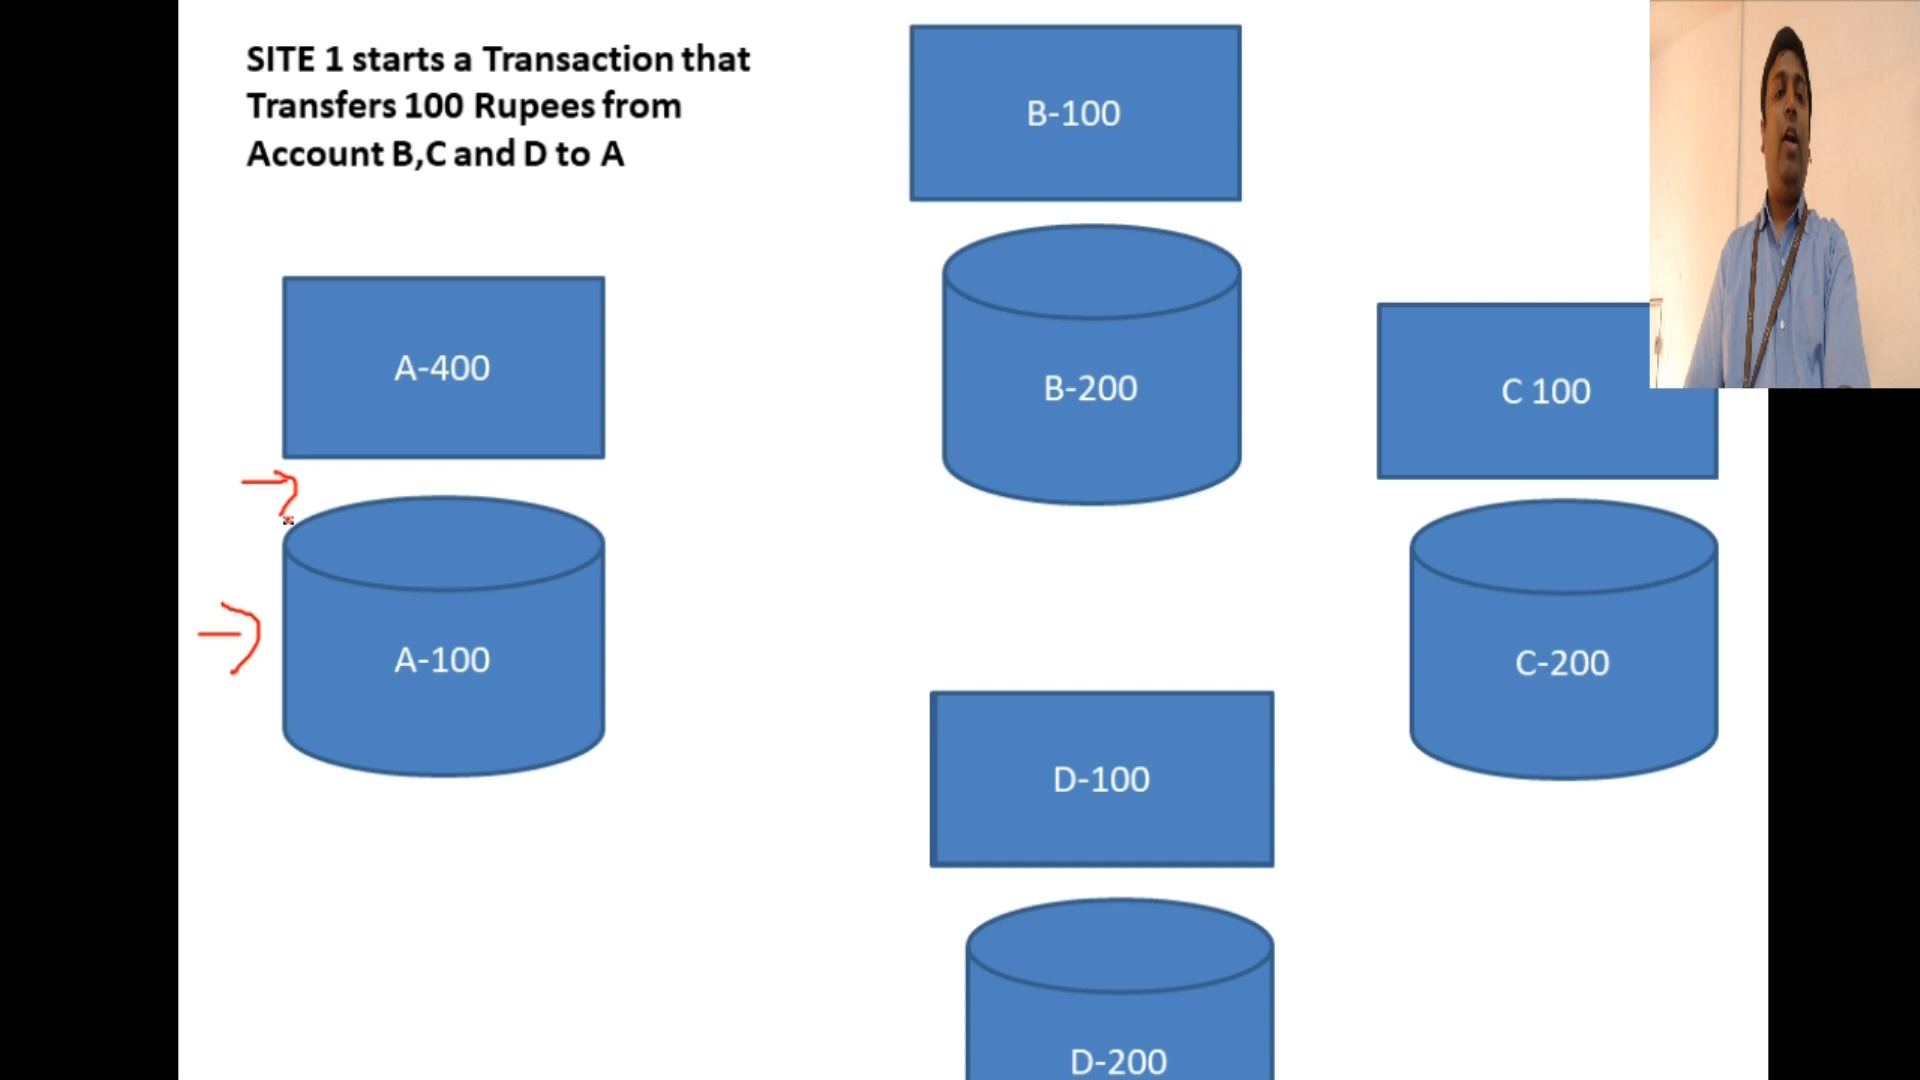 SITE 1 starts a Transaction that
Transfers 100 Rupees from
Account B,C and D to A
B-100
A-400
B-200
C 100
A-100
C-200
D-100
D-200